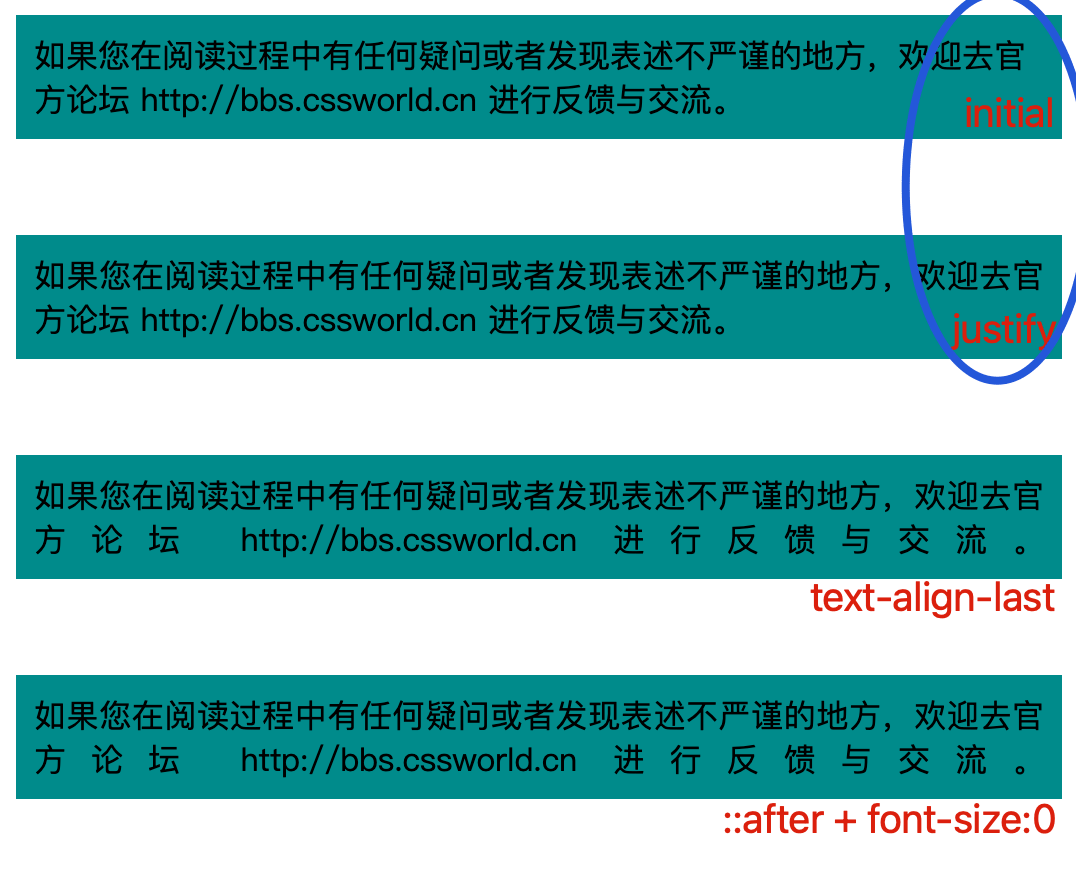 如果您在阅读过程中有任何疑问或者发现表述不严谨的地方，欢迎去官
方论坛 http://bbs.cssworld.cn 进行反馈与交流。
initial
如果您在阅读过程中有任何疑问或者发现表述不严谨的地方，欢迎去官
方论坛 http://bbs.cssworld.cn 进行反馈与交流。
justify
如果您在阅读过程中有任何疑问或者发现表述不严谨的地方，欢迎去官
方 论 坛 http://bbs.cssworld.cn 进 行 反 馈 与 交 流 。
text-align-last
如果您在阅读过程中有任何疑问或者发现表述不严谨的地方，欢迎去官
方 论 坛 http://bbs.cssworld.cn 进 行 反 馈 与 交 流 。
::after + font-size:0